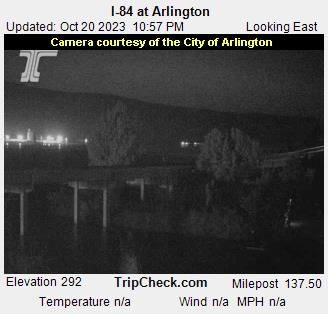 I-84 at Arlington
Updated: Oct 20 2023 10:57 PM Looking East
Camera courtesy of the City of Arlington
Elevation 292 TripCheck.com Milepost 137.50
Temperature n/a Wind n/a MPH n/a